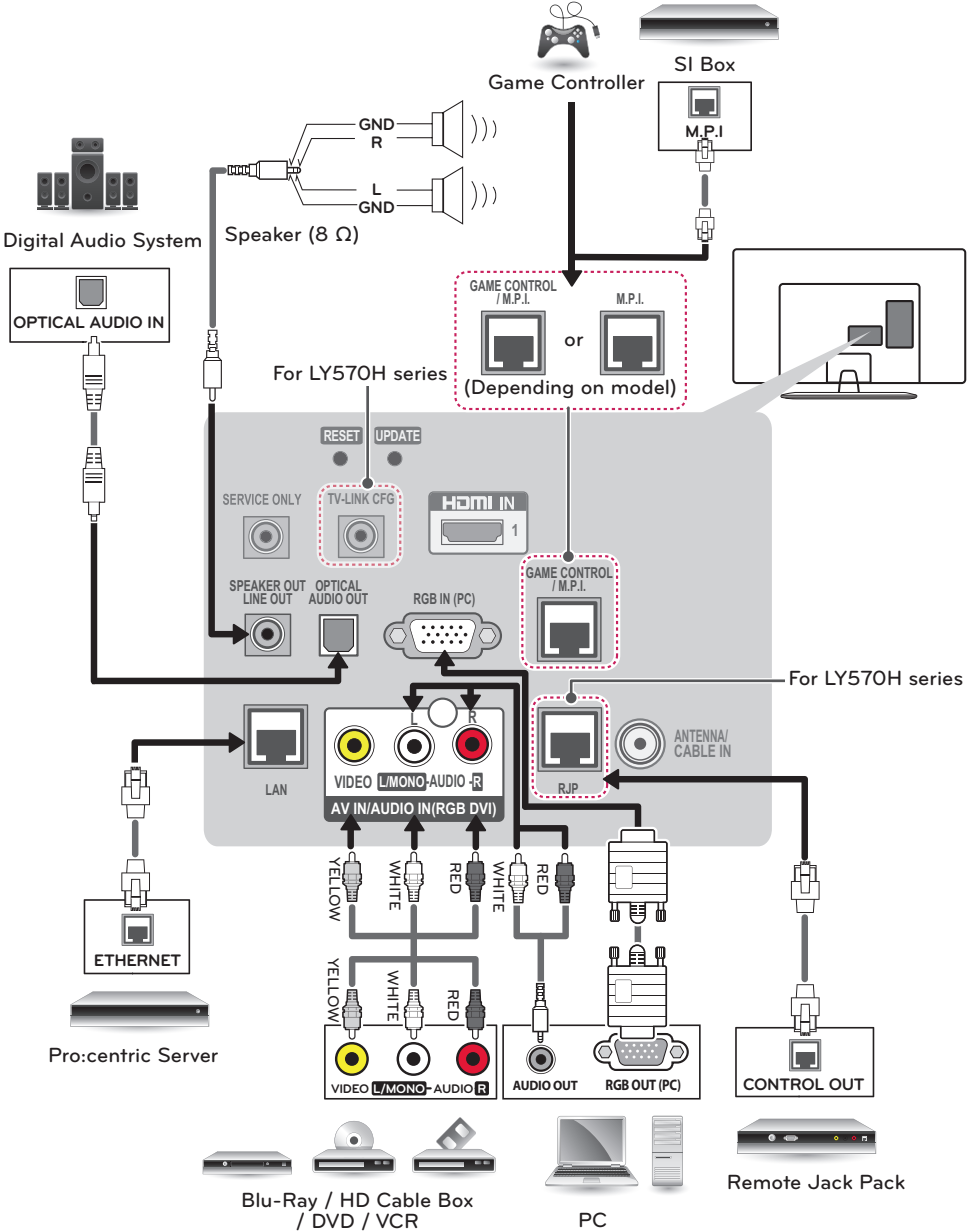 Game Controller
SI Box
M.P.I
GND
R
L
GND
Speaker (8 Ω)
Digital Audio System
OPTICAL AUDIO IN
GAME CONTROL
/ M.P.I.
M.P.I.
or
(Depending on model)
For LY570H series
RESET
UPDATE
SERVICE ONLY
TV-LINK CFG
HDMI IN
1
SPEAKER OUT
LINE OUT
OPTICAL
AUDIO OUT
RGB IN (PC)
GAME CONTROL
/ M.P.I.
For LY570H series
L
R
ANTENNA/
CABLE IN
LAN
VIDEO L/MONO-AUDIO -R
AV IN/AUDIO IN(RGB DVI)
RJP
YELLOW
WHITE
RED
WHITE
RED
ETHERNET
YELLOW
WHITE
RED
Pro:centric Server
VIDEO L/MONO-AUDIO R
AUDIO OUT
RGB OUT (PC)
CONTROL OUT
Blu-Ray / HD Cable Box
/ DVD / VCR
PC
Remote Jack Pack